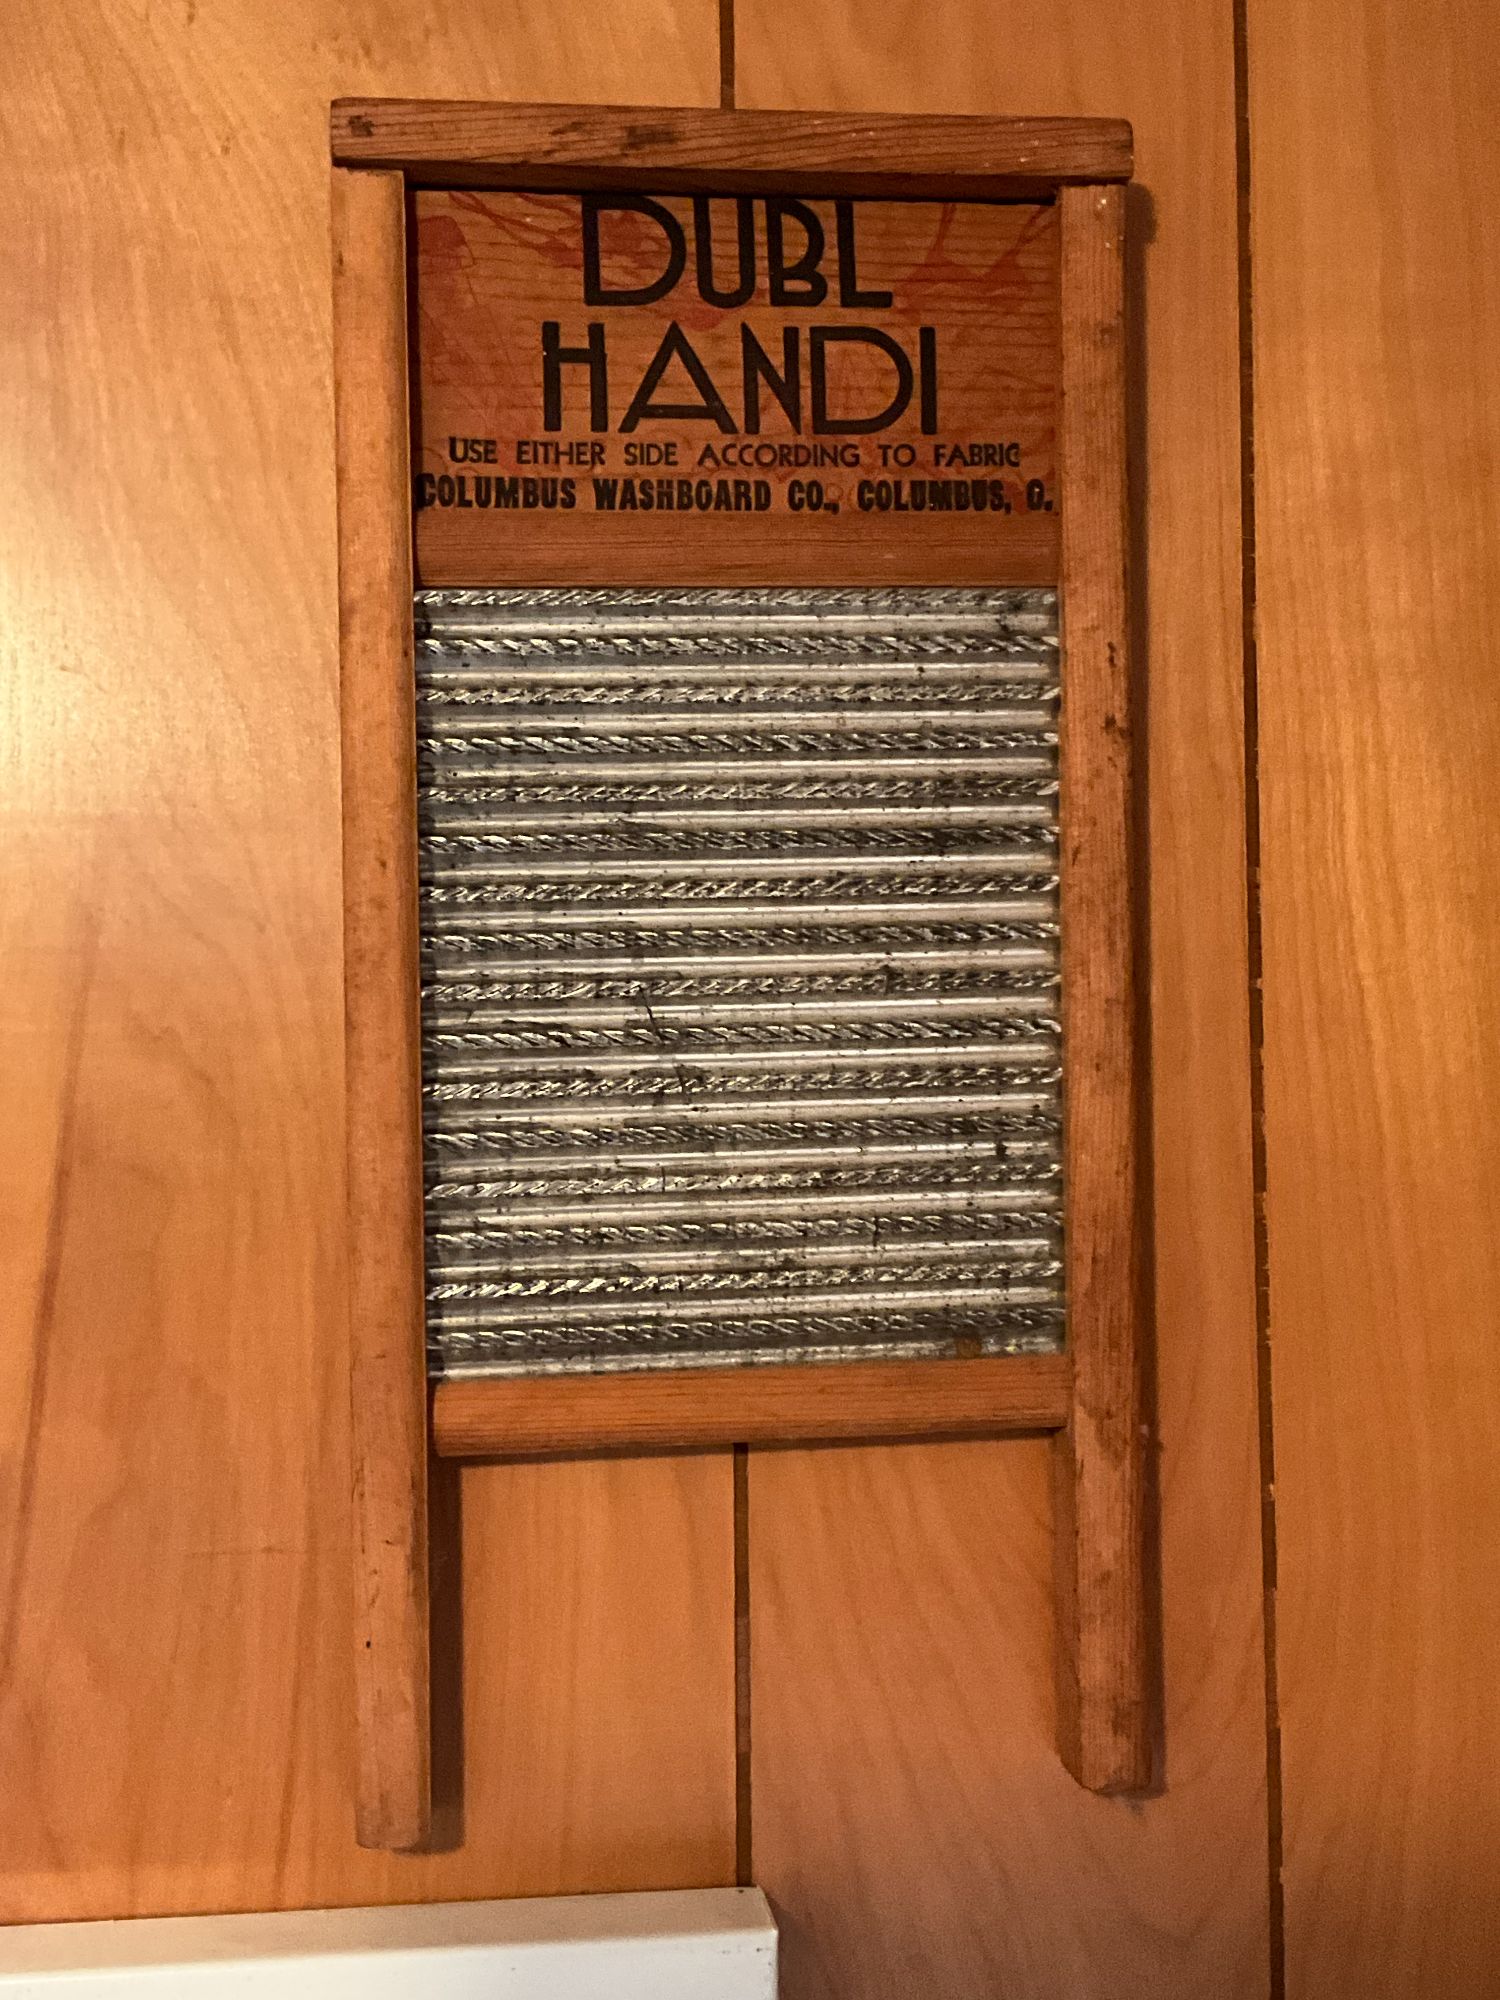 DUBL
HANDI
USE EITHER SIDE ACCORDING TO FABRIC
COLUMBUS WASHBOARD CO., COLUMBUS, O.